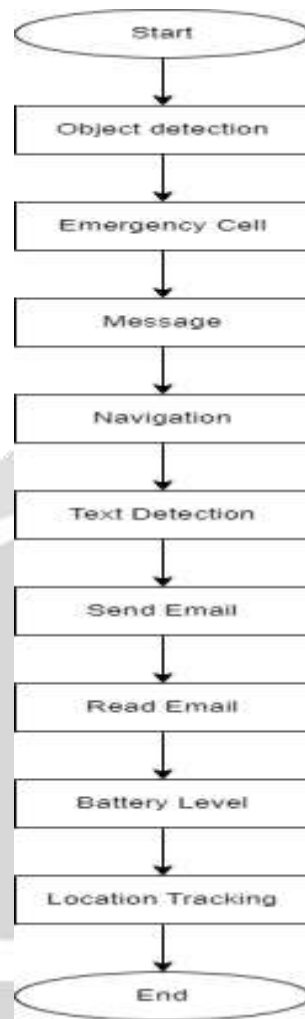 Start
Object detection
Emergency Cell
Message
Navigation
Text Detection
Send Email
Read Email
Battery Level
Location Tracking
End